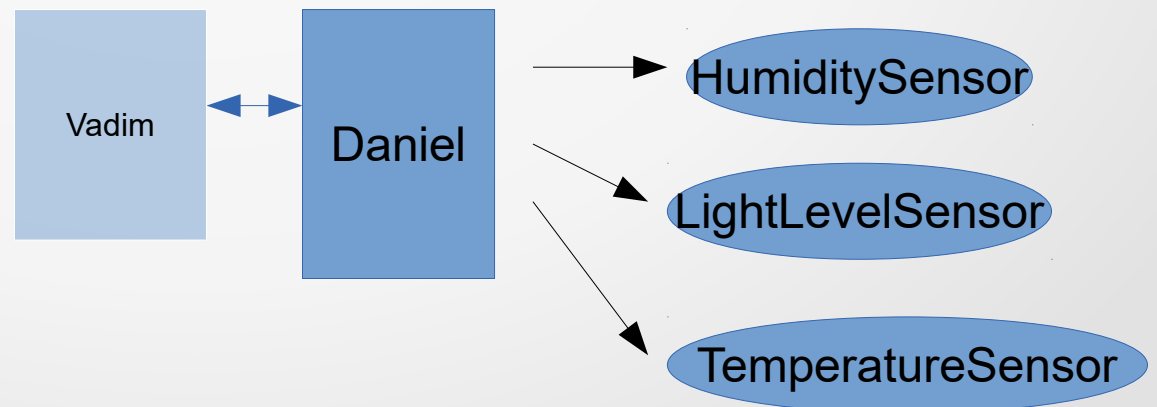 Vadim
Daniel
HumiditySensor
LightLevelSensor
TemperatureSensor